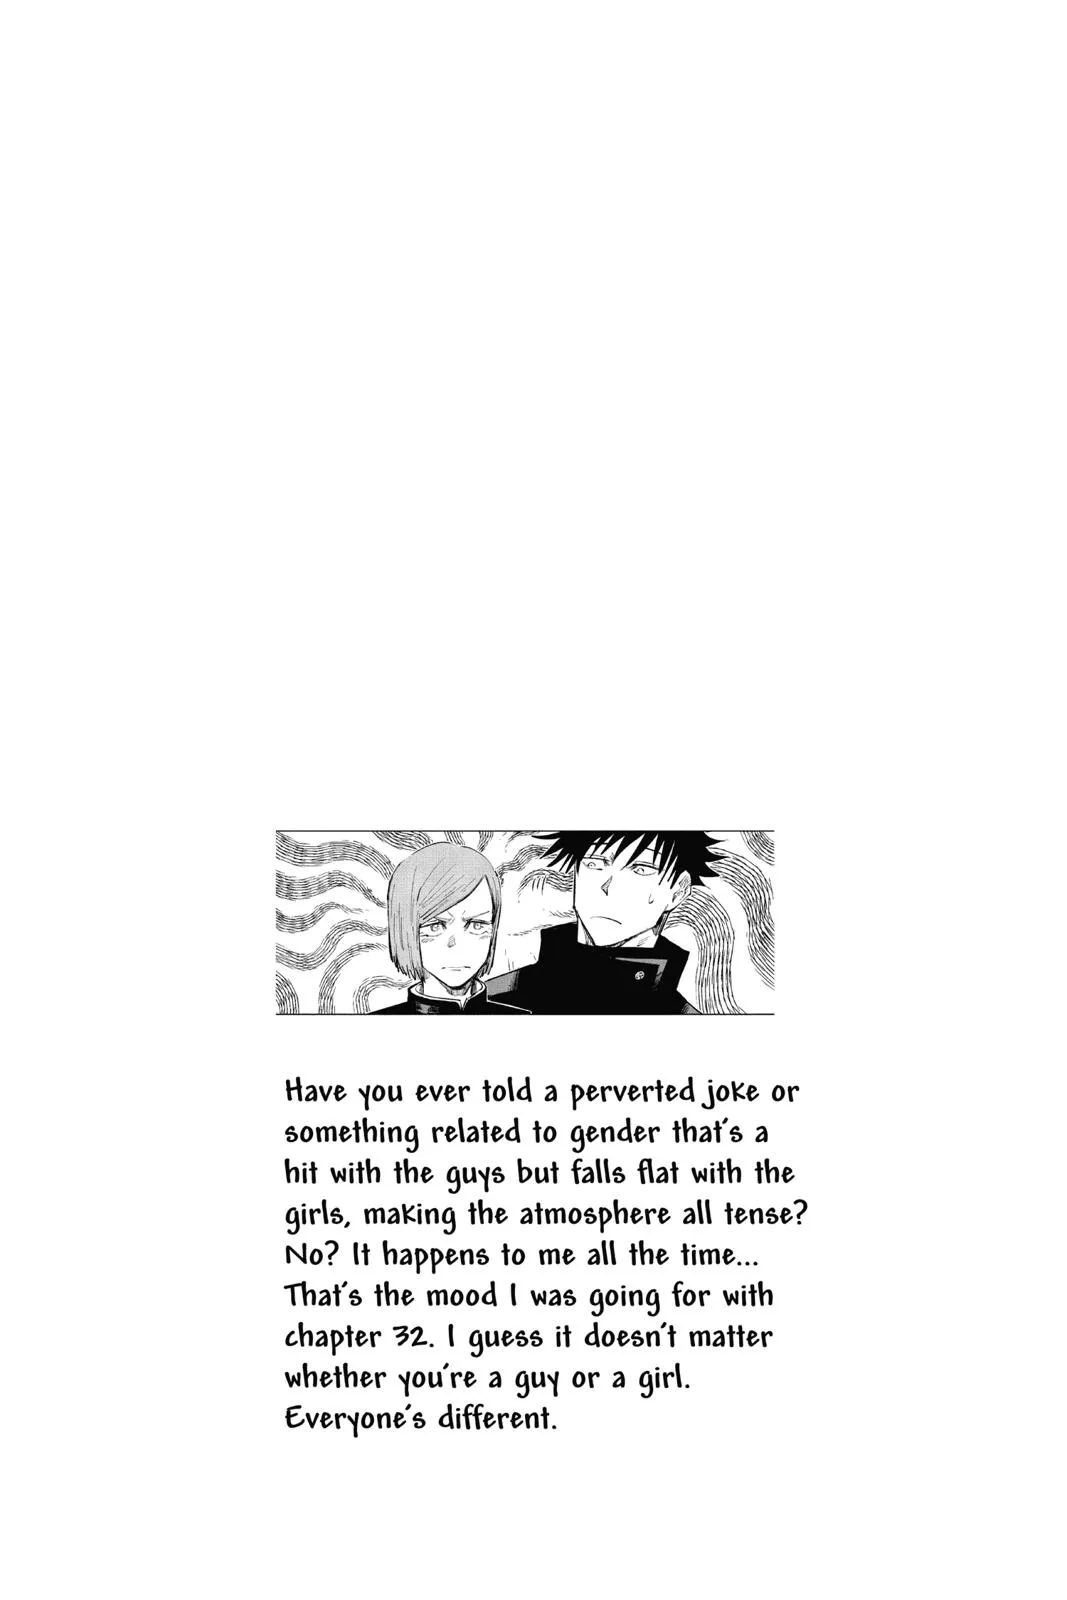 Have you ever told a perverted joke or
something related to gender that's a
hit with the guys but falls flat with the
girls, making the atmosphere all tense?
No? It happens to me all the time...
That's the mood I was going for with
chapter 32. I guess it doesn't matter
whether you're a guy or a girl.
Everyone's different.